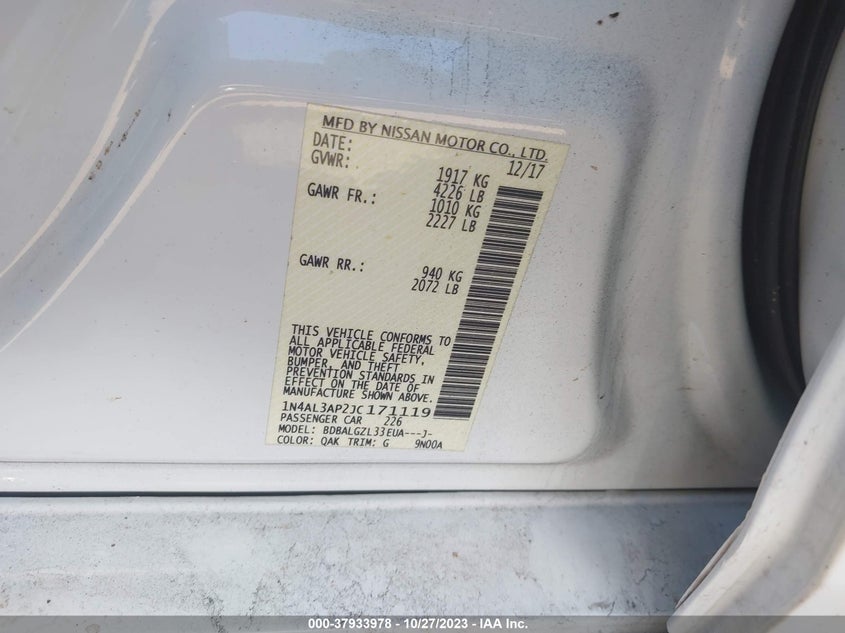 MFD BY NISSAN MOTOR CO., LTD.
DATE: 12/17
GVWR: 1917 KG
4226 LB
GAWR FR.: 1010 KG
2227 LB
GAWR RR.: 940 KG
2072 LB
THIS VEHICLE CONFORMS TO
ALL APPLICABLE FEDERAL
MOTOR VEHICLE SAFETY,
BUMPER, AND THEFT
PREVENTION STANDARDS IN
EFFECT ON THE DATE OF
MANUFACTURE SHOWN ABOVE.
1N4AL3AP2JC171119
PASSENGER CAR 226
MODEL: BDBALGZL33EUA---J-
COLOR: QAK TRIM: G 9N00A
000-37933978 - 10/27/2023 - IAA Inc.